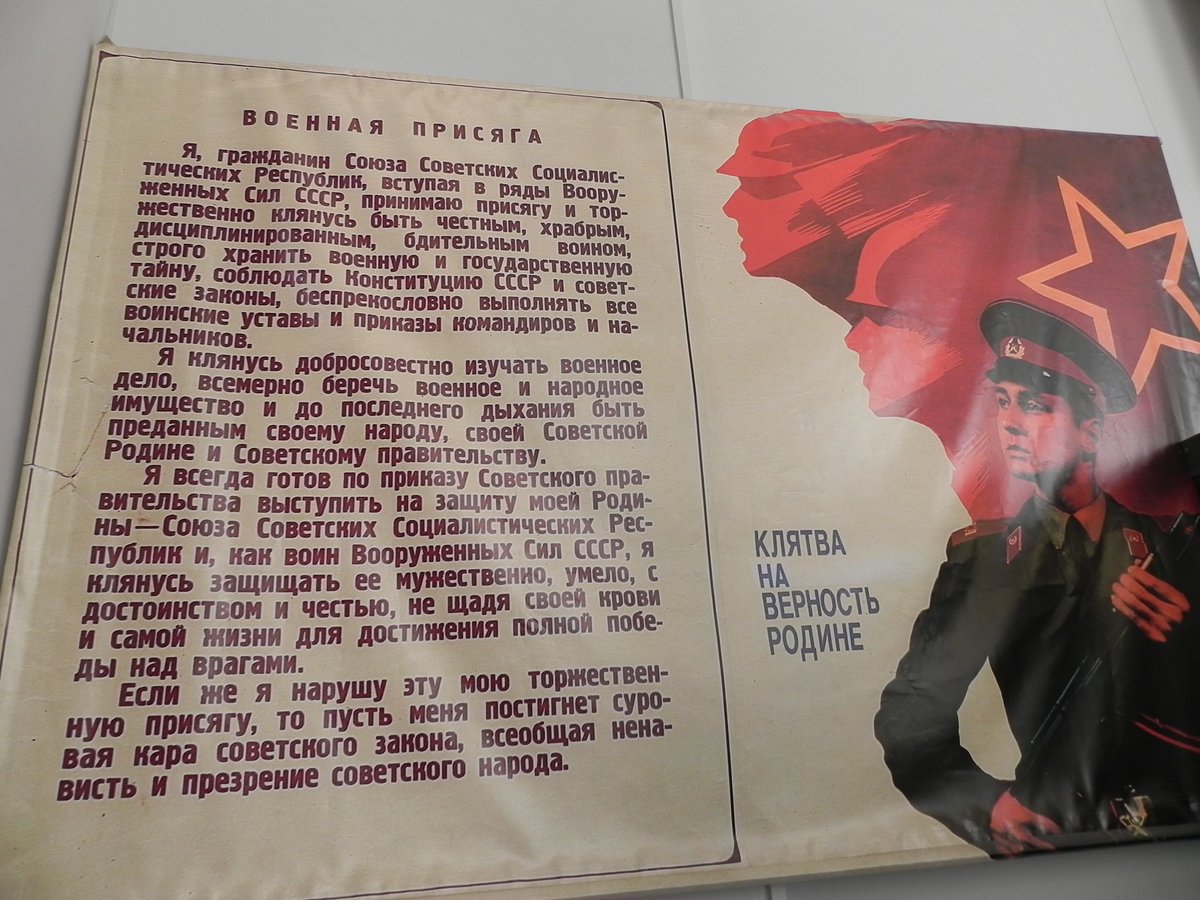 ВОЕННАЯ ПРИСЯГА
Я, гражданин Союза Советских Социалис-
тических Республик, вступая в ряды Воору-
женных Сил СССР, принимаю присягу и тор-
жественно клянусь быть честным, храбрым,
дисциплинированным, бдительным воином,
строго хранить военную и государственную
тайну, соблюдать Конституцию СССР и совет-
ские законы, беспрекословно выполнять все
воинские уставы и приказы командиров и на-
чальников.
Я клянусь добросовестно изучать военное
дело, всемерно беречь военное и народное
имущество и до последнего дыхания быть
преданным своему народу, своей Советской
Родине и Советскому правительству.
Я всегда готов по приказу Советского пра-
вительства выступить на защиту моей Роди-
ны—Союза Советских Социалистических Рес-
публик и, как воин Вооруженных Сил СССР, я
клянусь защищать ее мужественно, умело, с
достоинством и честью, не щадя своей крови
и самой жизни для достижения полной побе-
ды над врагами.
Если же я нарушу эту мою торжествен-
ную присягу, то пусть меня постигнет суро-
вая кара советского закона, всеобщая нена-
висть и презрение советского народа.
КЛЯТВА
НА
ВЕРНОСТЬ
РОДИНЕ